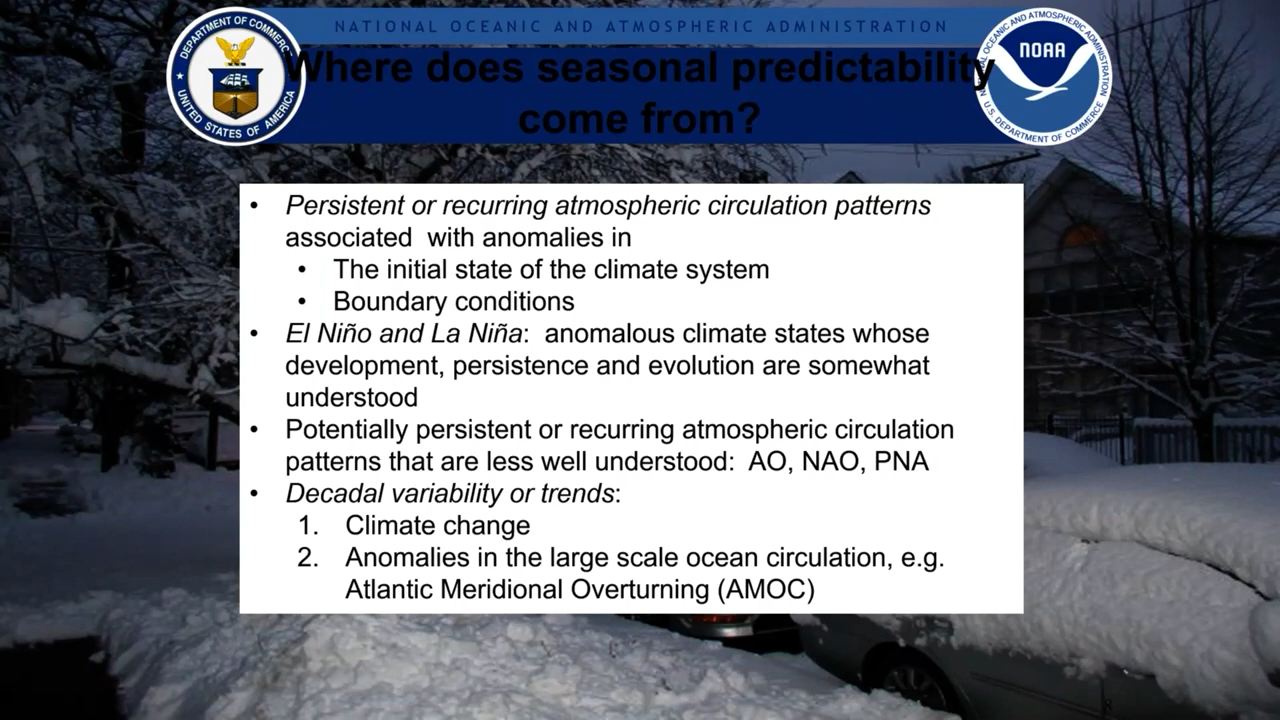 NATIONAL OCEANIC AND ATMOSPHERIC ADMINISTRATION
DEPARTMENT OF COMMERCE
UNITED STATES OF AMERICA
NATIONAL OCEANIC AND ATMOSPHERIC ADMINISTRATION
NOAA
U.S. DEPARTMENT OF COMMERCE
Where does seasonal predictability
come from?
• Persistent or recurring atmospheric circulation patterns
associated with anomalies in
• The initial state of the climate system
• Boundary conditions
• El Niño and La Niña: anomalous climate states whose
development, persistence and evolution are somewhat
understood
• Potentially persistent or recurring atmospheric circulation
patterns that are less well understood: AO, NAO, PNA
• Decadal variability or trends:
1. Climate change
2. Anomalies in the large scale ocean circulation, e.g.
Atlantic Meridional Overturning (AMOC)